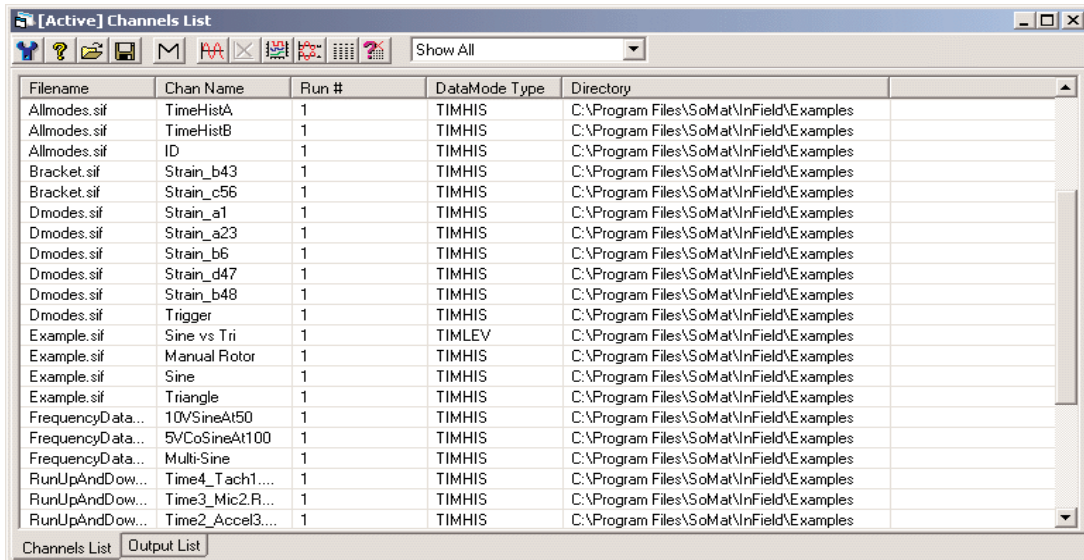 [Active] Channels List
M Show All
Filename Chan Name Run # DataMode Type Directory
Allmodes.sif TimeHistA 1 TIMHIS C:\Program Files\SoMat\InField\Examples
Allmodes.sif TimeHistB 1 TIMHIS C:\Program Files\SoMat\InField\Examples
Allmodes.sif ID 1 TIMHIS C:\Program Files\SoMat\InField\Examples
Bracket.sif Strain_b43 1 TIMHIS C:\Program Files\SoMat\InField\Examples
Bracket.sif Strain_c56 1 TIMHIS C:\Program Files\SoMat\InField\Examples
Dmodes.sif Strain_a1 1 TIMHIS C:\Program Files\SoMat\InField\Examples
Dmodes.sif Strain_a23 1 TIMHIS C:\Program Files\SoMat\InField\Examples
Dmodes.sif Strain_b6 1 TIMHIS C:\Program Files\SoMat\InField\Examples
Dmodes.sif Strain_d47 1 TIMHIS C:\Program Files\SoMat\InField\Examples
Dmodes.sif Strain_b48 1 TIMHIS C:\Program Files\SoMat\InField\Examples
Dmodes.sif Trigger 1 TIMHIS C:\Program Files\SoMat\InField\Examples
Example.sif Sine vs Tri 1 TIMLEV C:\Program Files\SoMat\InField\Examples
Example.sif Manual Rotor 1 TIMHIS C:\Program Files\SoMat\InField\Examples
Example.sif Sine 1 TIMHIS C:\Program Files\SoMat\InField\Examples
Example.sif Triangle 1 TIMHIS C:\Program Files\SoMat\InField\Examples
FrequencyData... 10VSineAt50 1 TIMHIS C:\Program Files\SoMat\InField\Examples
FrequencyData... 5VCoSineAt100 1 TIMHIS C:\Program Files\SoMat\InField\Examples
FrequencyData... Multi-Sine 1 TIMHIS C:\Program Files\SoMat\InField\Examples
RunUpAndDow... Time4_Tach1.... 1 TIMHIS C:\Program Files\SoMat\InField\Examples
RunUpAndDow... Time3_Mic2.R... 1 TIMHIS C:\Program Files\SoMat\InField\Examples
RunUpAndDow... Time2_Accel3.... 1 TIMHIS C:\Program Files\SoMat\InField\Examples
Channels List Output List